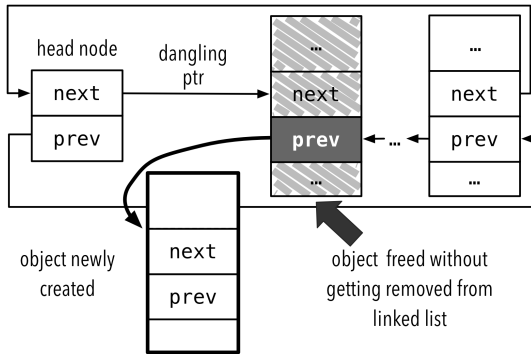 head node
next
prev
dangling
ptr
...
next
prev
...
...
...
next
prev
...
next
prev
object newly
created
object freed without
getting removed from
linked list